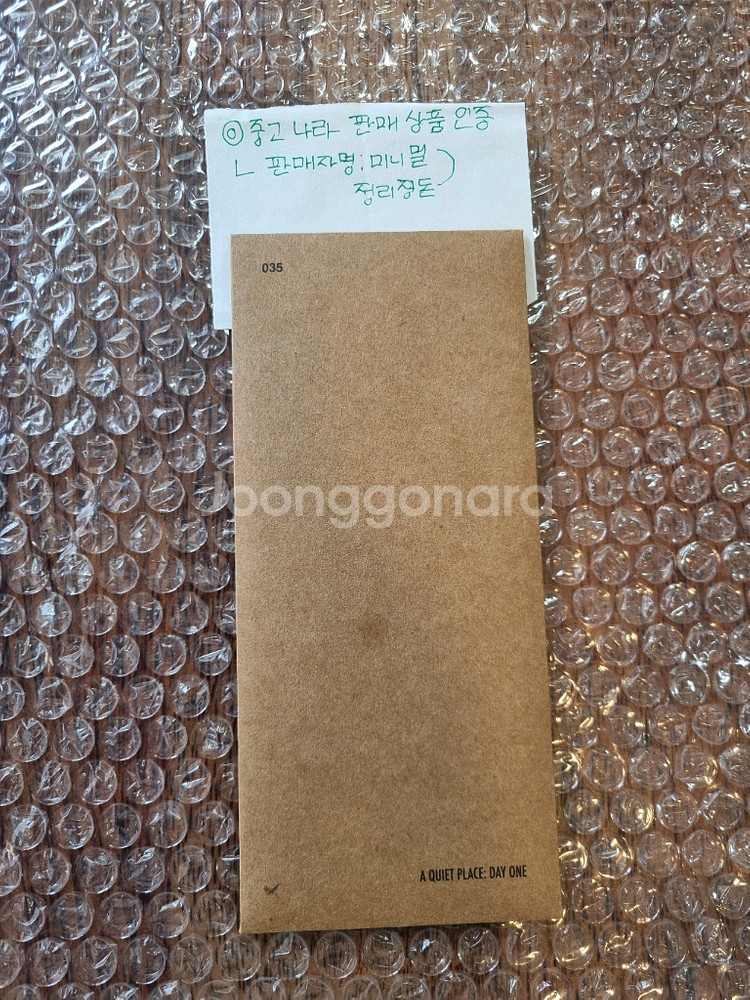 ◎중고나라 판매 상품 인증
ㄴ 판매자명: 미니멀
정리정돈
035
Joonggonara
A QUIET PLACE: DAY ONE